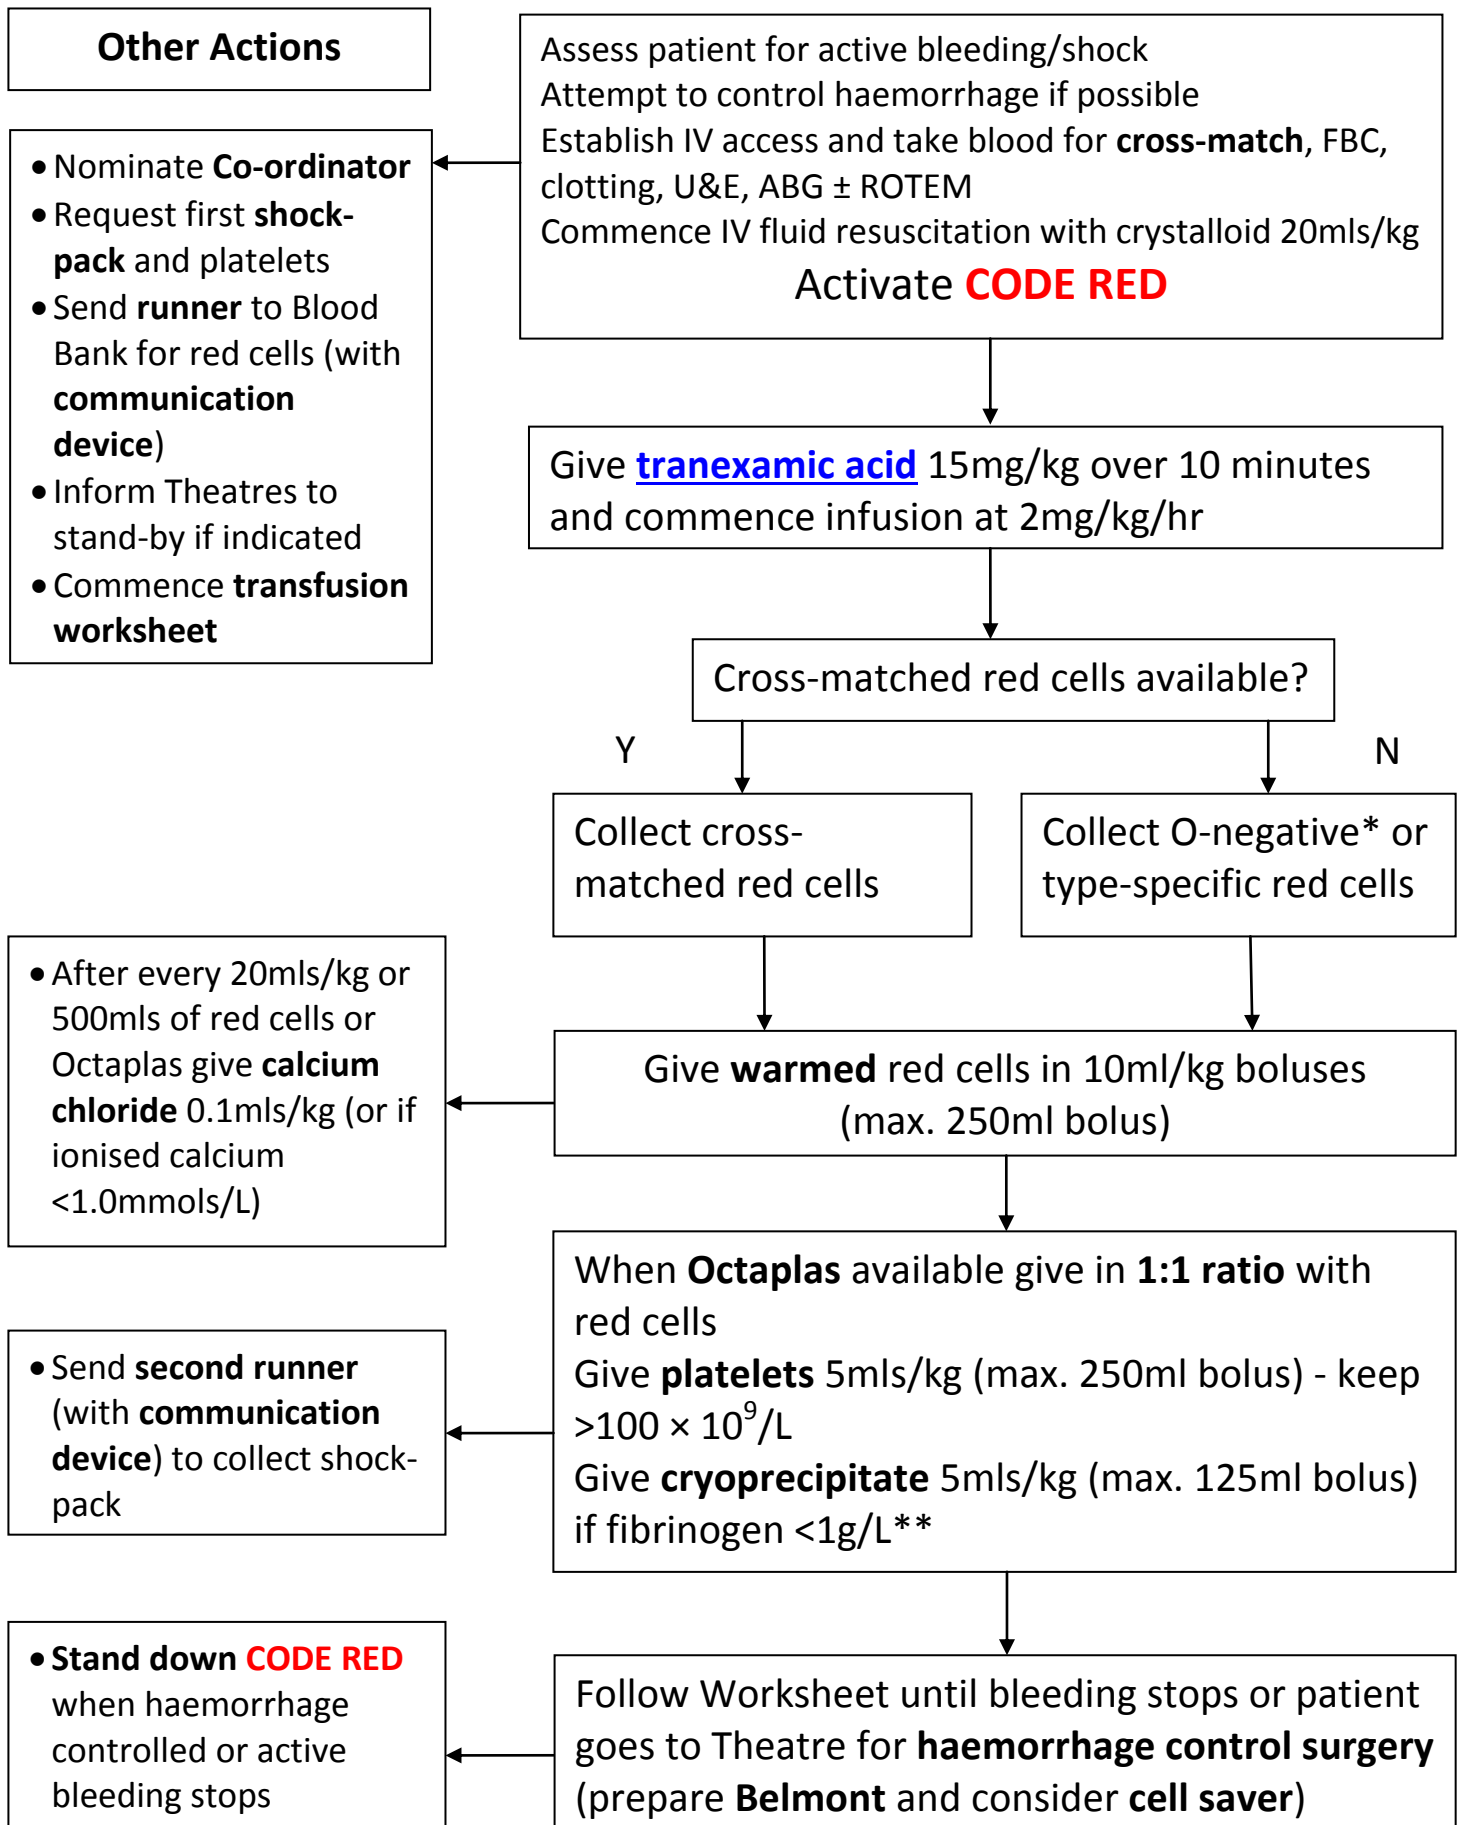 Other Actions
• Nominate Co-ordinator
• Request first shock-
pack and platelets
• Send runner to Blood
Bank for red cells (with
communication
device)
• Inform Theatres to
stand-by if indicated
• Commence transfusion
worksheet
Assess patient for active bleeding/shock
Attempt to control haemorrhage if possible
Establish IV access and take blood for cross-match, FBC,
clotting, U&E, ABG ± ROTEM
Commence IV fluid resuscitation with crystalloid 20mls/kg
Activate CODE RED
Give tranexamic acid 15mg/kg over 10 minutes
and commence infusion at 2mg/kg/hr
Cross-matched red cells available?
Y
N
Collect cross-
matched red cells
Collect O-negative* or
type-specific red cells
Give warmed red cells in 10ml/kg boluses
(max. 250ml bolus)
• After every 20mls/kg or
500mls of red cells or
Octaplas give calcium
chloride 0.1mls/kg (or if
ionised calcium
<1.0mmols/L)
When Octaplas available give in 1:1 ratio with
red cells
Give platelets 5mls/kg (max. 250ml bolus) - keep
>100 × 10⁹/L
Give cryoprecipitate 5mls/kg (max. 125ml bolus)
if fibrinogen <1g/L**
• Send second runner
(with communication
device) to collect shock-
pack
Follow Worksheet until bleeding stops or patient
goes to Theatre for haemorrhage control surgery
(prepare Belmont and consider cell saver)
• Stand down CODE RED
when haemorrhage
controlled or active
bleeding stops